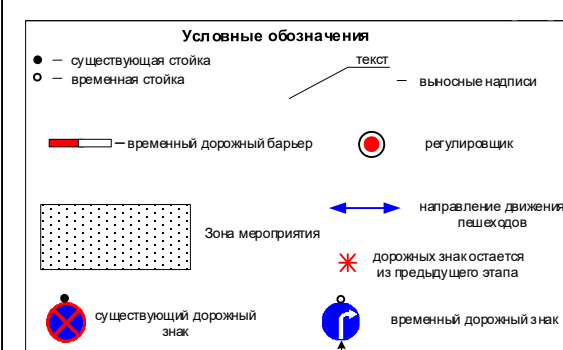 Условные обозначения
— существующая стойка
— временная стойка
текст
— выносные надписи
— временный дорожный барьер
регулировщик
Зона мероприятия
направление движения
пешеходов
дорожных знак остается
из предыдущего этапа
существующий дорожный
знак
временный дорожный знак